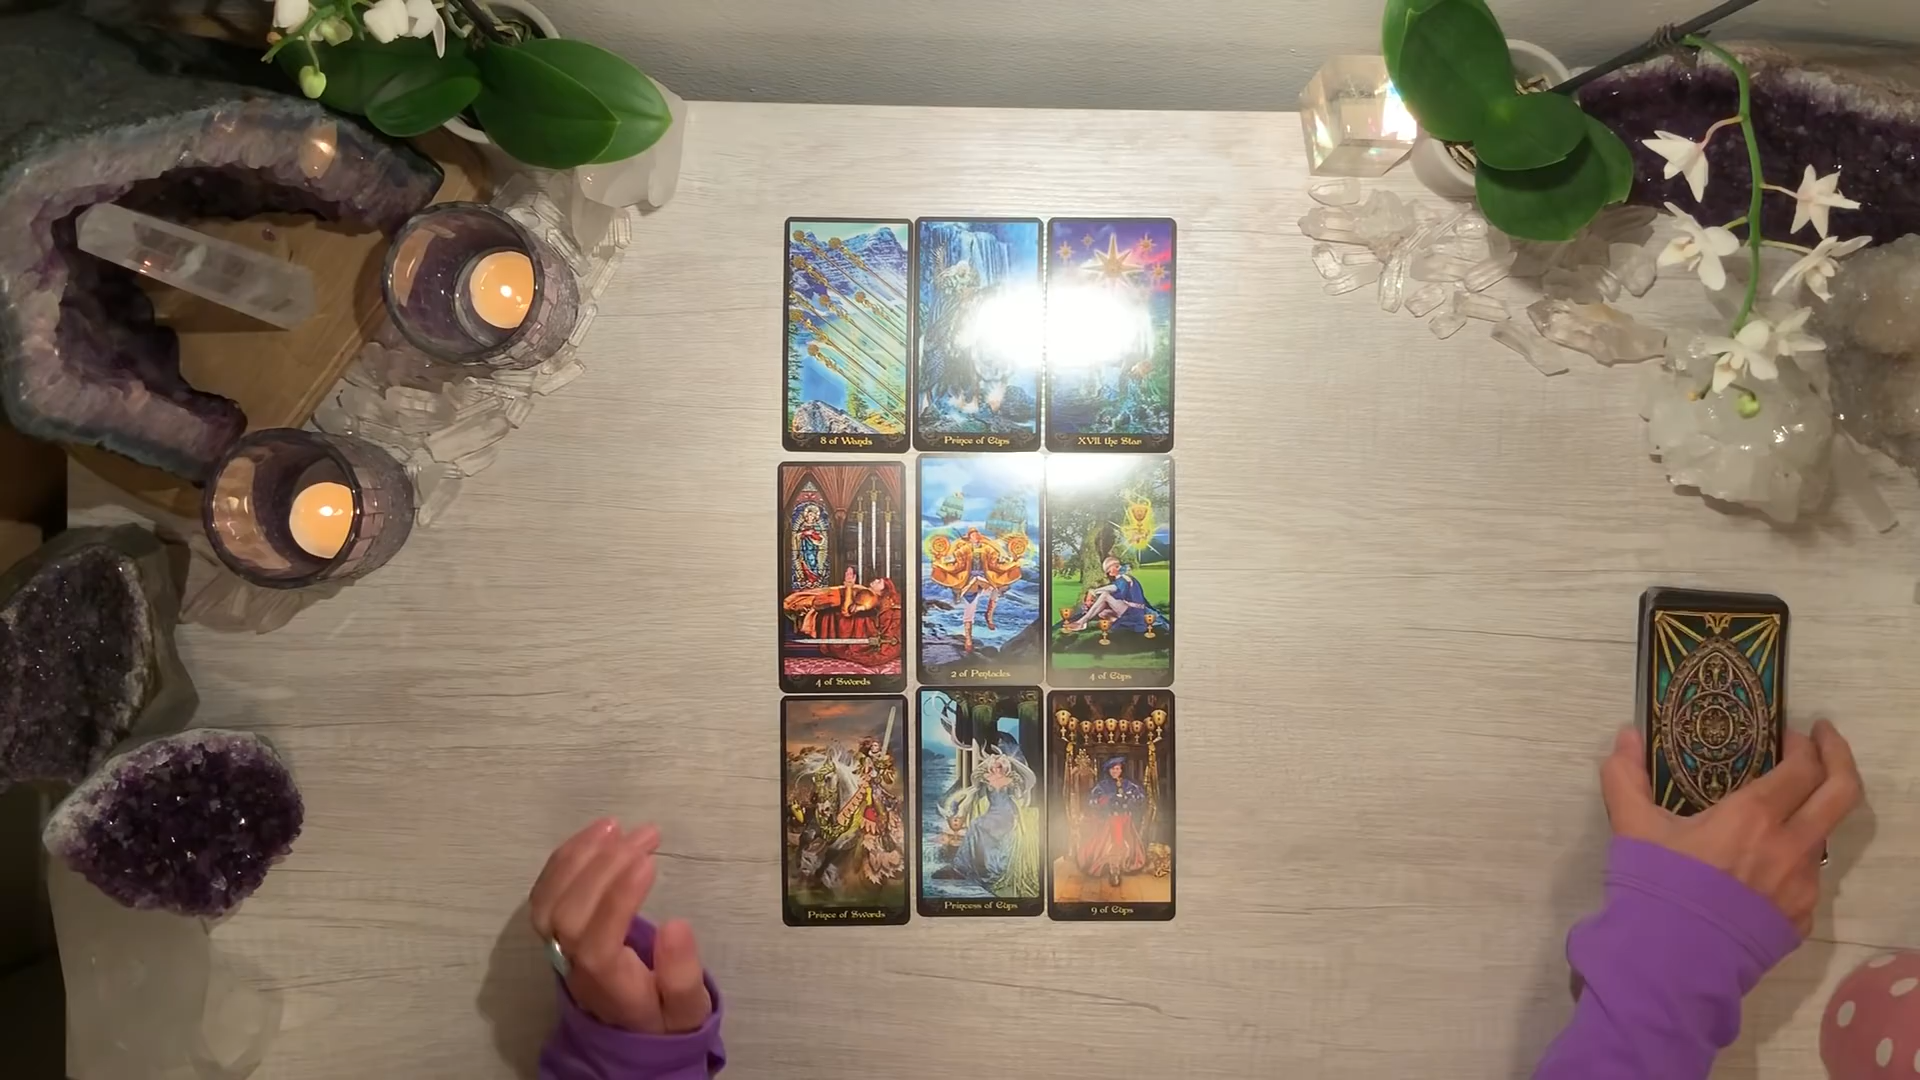 8 of Wands
Prince of Cups
XVII. the Star
4 of Swords
2 of Pentacles
4 of Cups
Prince of Swords
Princess of Cups
9 of Cups